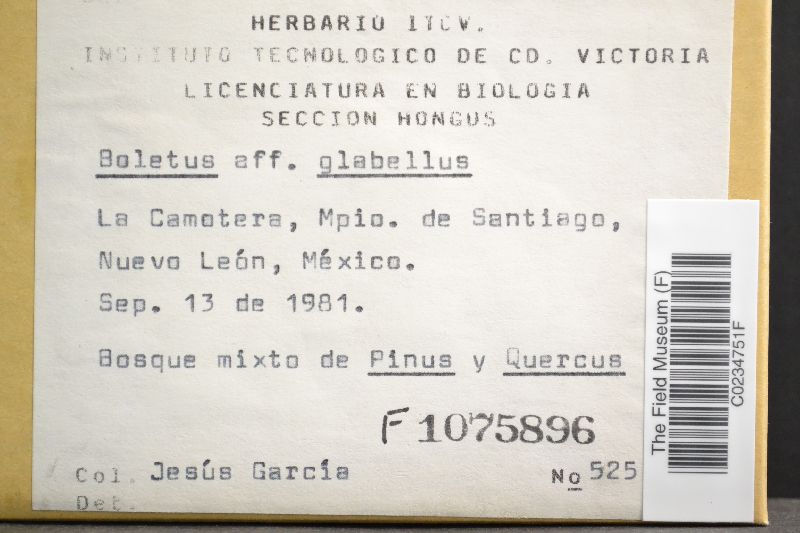 HERBARIO ITCV.
INSTITUTO TECNOLOGICO DE CD. VICTORIA
LICENCIATURA EN BIOLOGIA
SECCION HONGOS
Boletus aff. glabellus
La Camotera, Mpio. de Santiago,
Nuevo León, México.
Sep. 13 de 1981.
Bosque mixto de Pinus y Quercus
F 1075896
Col. Jesús García No 525
Det.
The Field Museum (F)
C0234751F